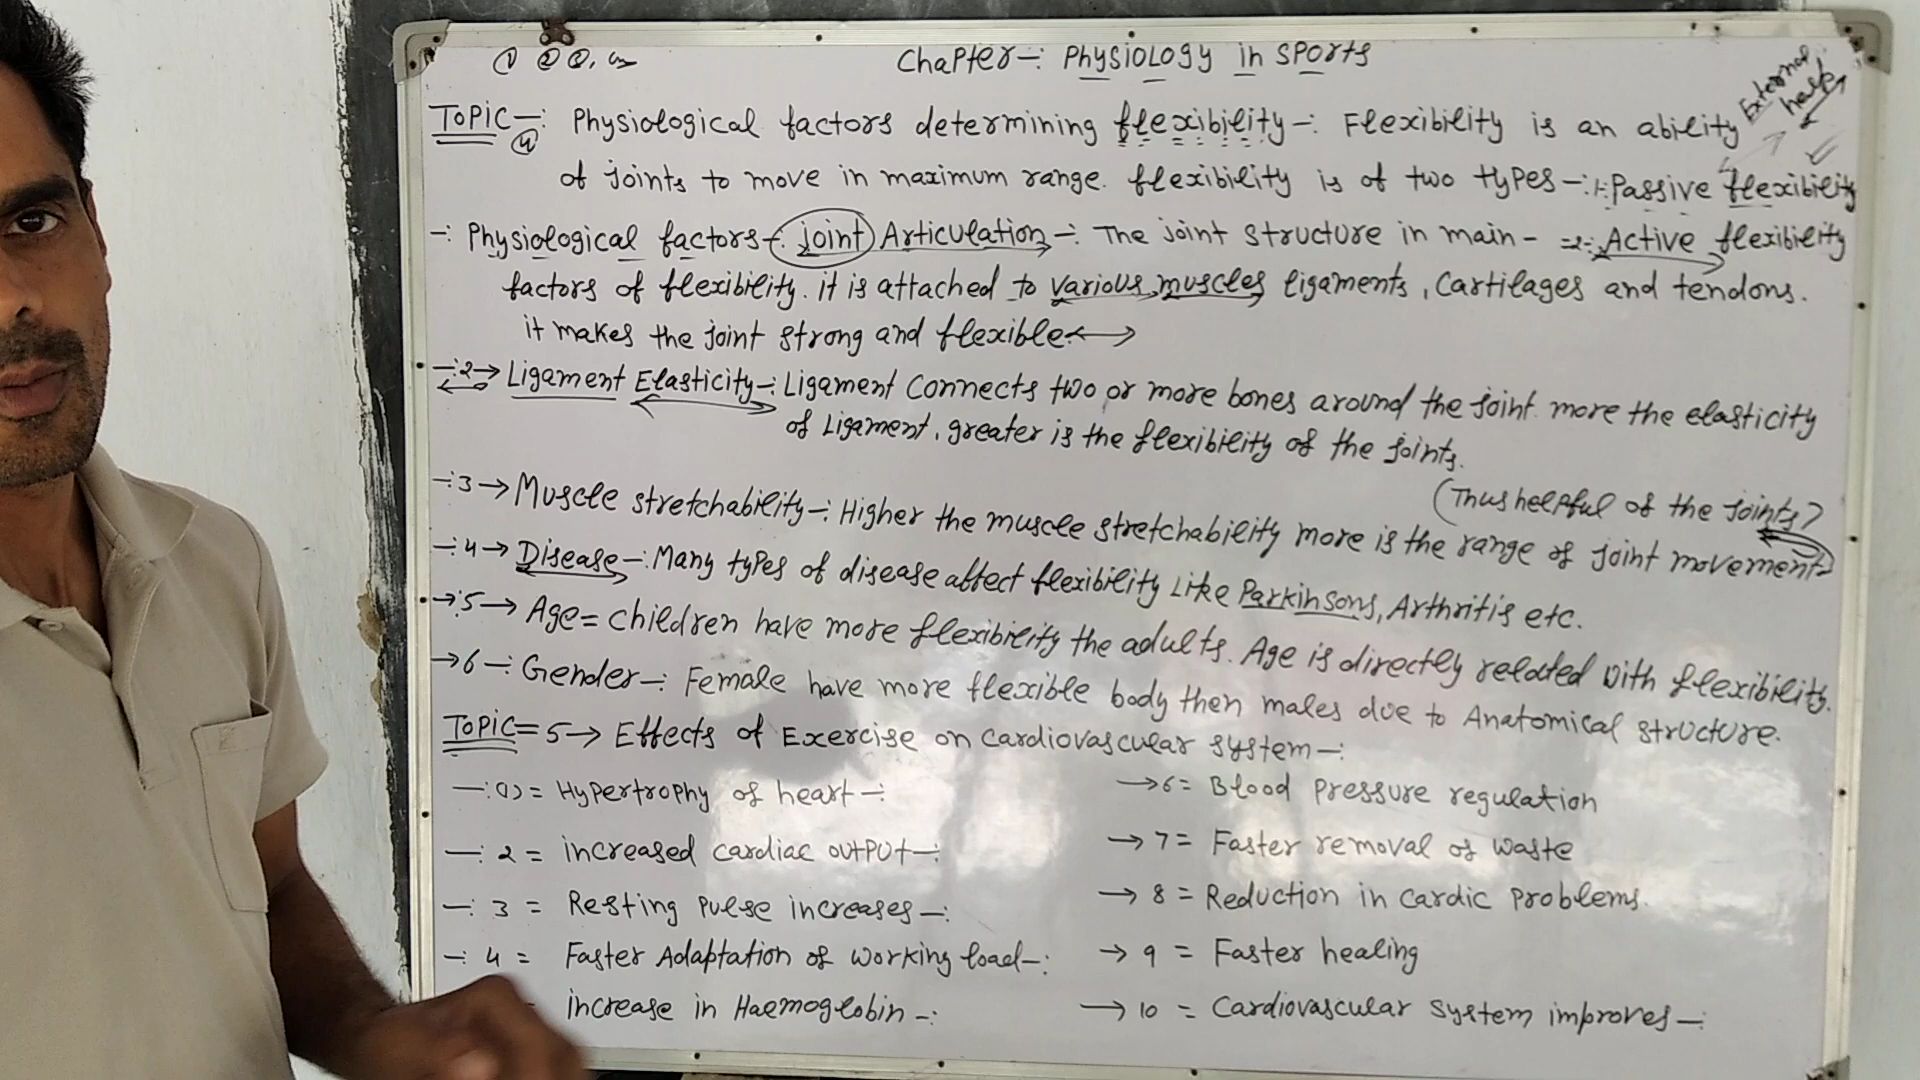 ① ② ③, ④
Chapter-: Physiology in Sports
External help
Topic-: ④ Physiological factors determining flexibility-: Flexibility is an ability
of joints to move in maximum range. flexibility is of two types-: 1-Passive flexibility
-: Physiological factors-: joint Articulation-: The joint structure in main- =2-: Active flexibility
factors of flexibility. it is attached to various, muscles, ligaments, Cartilages and tendons.
it makes the joint strong and flexible
-:2→ Ligament Elasticity-: Ligament Connects two or more bones around the joint. more the elasticity
of Ligament, greater is the flexibility of the joints.
(Thus helpful of the joints)
-:3→ Muscle stretchability-: Higher the muscle stretchability more is the range of joint movement
-:4→ Disease-: Many types of disease affect flexibility Like Parkinsons, Arthritis etc.
→:5→ Age= children have more flexibility the adults. Age is directly related with flexibility.
→6-: Gender-: Female have more flexible body then males due to Anatomical structure.
Topic=5→ Effects of Exercise on cardiovascular system-:
-:1)= Hypertrophy of heart-:
-: 2 = increased cardiac output-:
-: 3 = Resting Pulse increases-:
-: 4 = Faster Adaptation of working load-:
increase in Haemoglobin-:
→6= Blood pressure regulation
→7= Faster removal of waste
→ 8 = Reduction in cardic problems.
→ 9 = Faster healing
→ 10 = Cardiovascular system improves-: